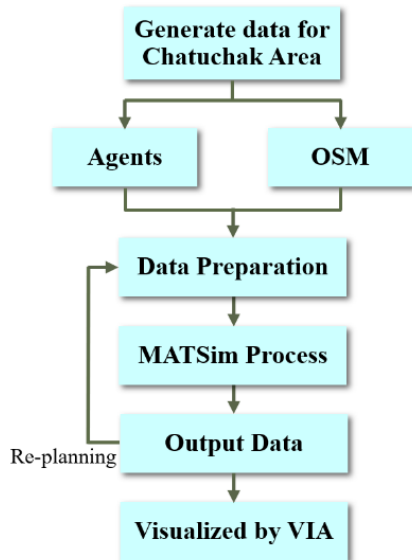 Generate data for
Chatuchak Area
Agents
OSM
Data Preparation
MATSim Process
Output Data
Re-planning
Visualized by VIA